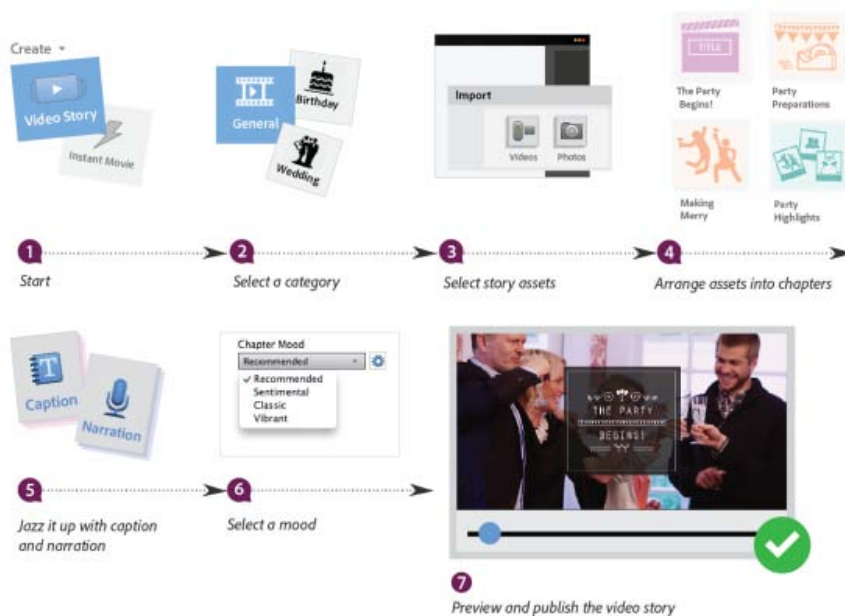 Create
Video Story
Instant Movie
General
Birthday
Wedding
Import
Videos
Photos
TITLE
The Party
Begins!
Party
Preparations
Making
Merry
Party
Highlights
1
Start
2
Select a category
3
Select story assets
4
Arrange assets into chapters
T
Caption
Narration
Chapter Mood
Recommended
Recommended
Sentimental
Classic
Vibrant
THE PARTY
BEGINS!
5
Jazz it up with caption
and narration
6
Select a mood
7
Preview and publish the video story